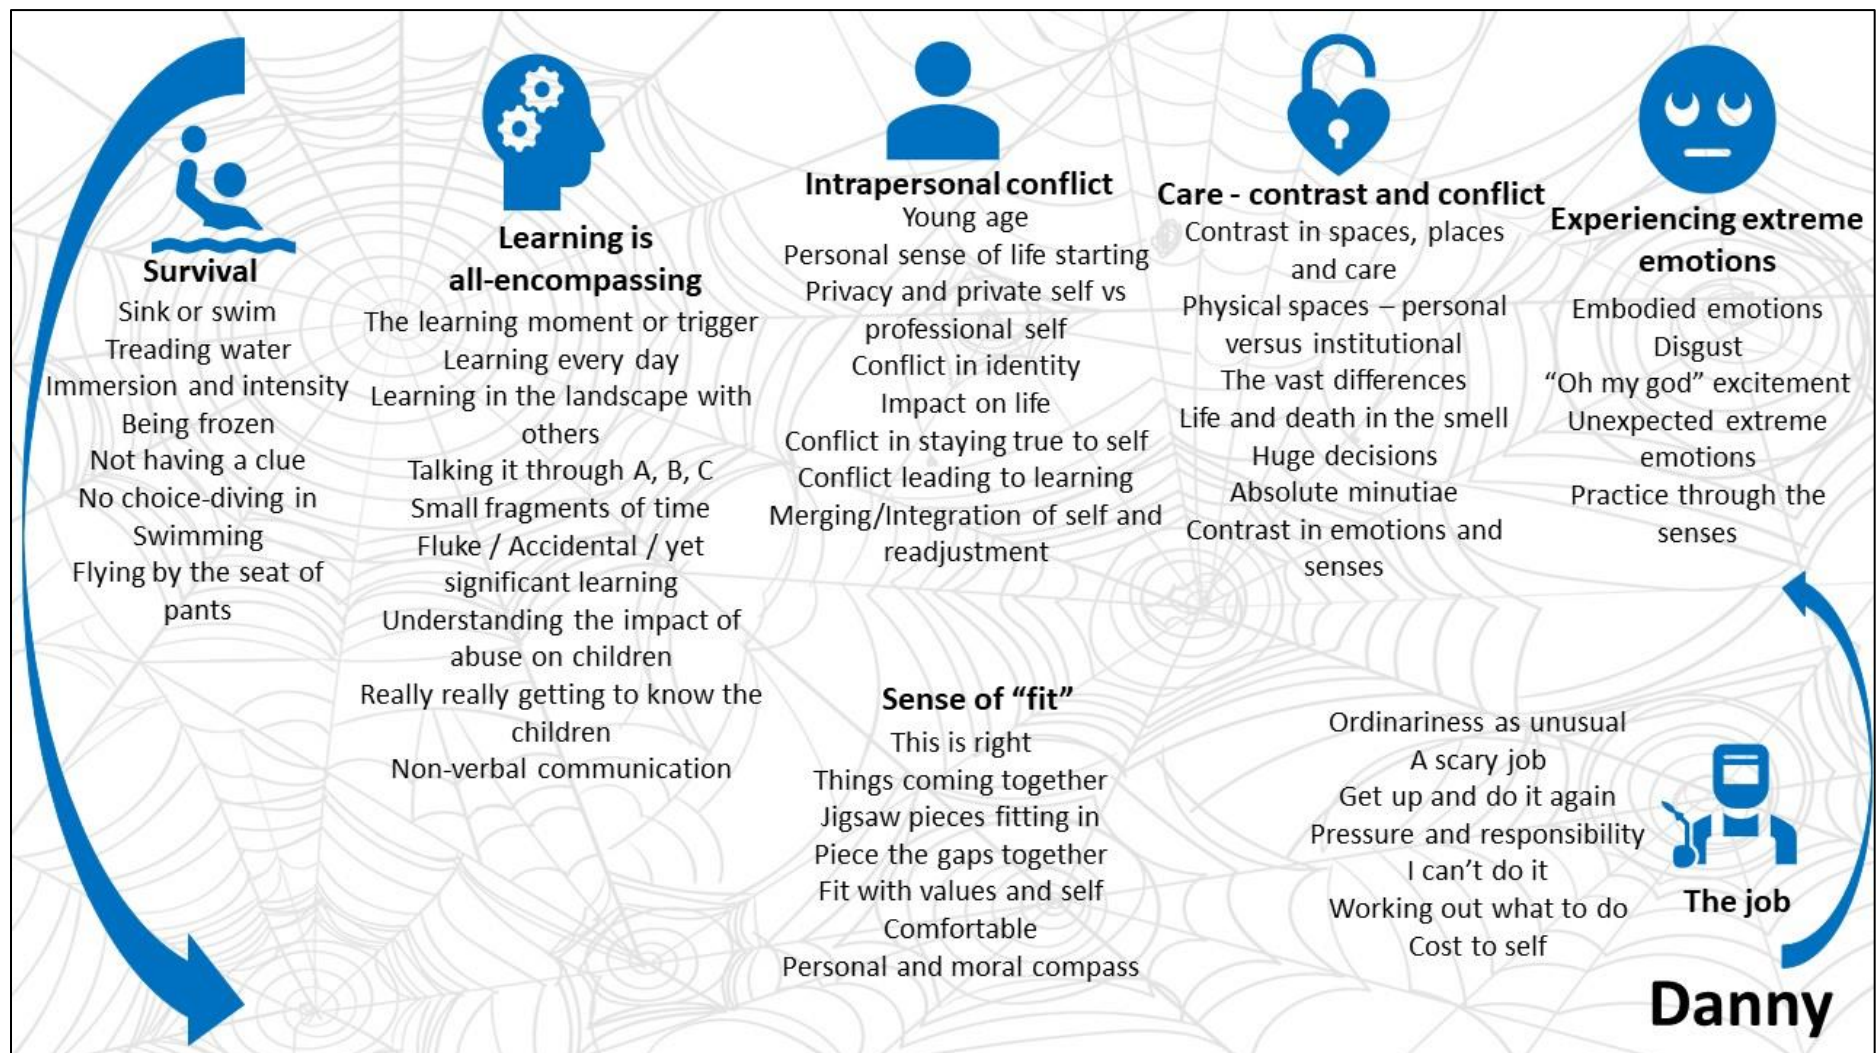 Survival
Sink or swim
Treading water
Immersion and intensity
Being frozen
Not having a clue
No choice-diving in
Swimming
Flying by the seat of
pants
Learning is
all-encompassing
The learning moment or trigger
Learning every day
Learning in the landscape with
others
Talking it through A, B, C
Small fragments of time
Fluke / Accidental / yet
significant learning
Understanding the impact of
abuse on children
Really really getting to know the
children
Non-verbal communication
Intrapersonal conflict
Young age
Personal sense of life starting
Privacy and private self vs
professional self
Conflict in identity
Impact on life
Conflict in staying true to self
Conflict leading to learning
Merging/Integration of self and
readjustment
Care - contrast and conflict
Contrast in spaces, places
and care
Physical spaces – personal
versus institutional
The vast differences
Life and death in the smell
Huge decisions
Absolute minutiae
Contrast in emotions and
senses
Experiencing extreme
emotions
Embodied emotions
Disgust
“Oh my god” excitement
Unexpected extreme
emotions
Practice through the
senses
Sense of “fit”
This is right
Things coming together
Jigsaw pieces fitting in
Piece the gaps together
Fit with values and self
Comfortable
Personal and moral compass
Ordinariness as unusual
A scary job
Get up and do it again
Pressure and responsibility
I can’t do it
Working out what to do
Cost to self
The job
Danny